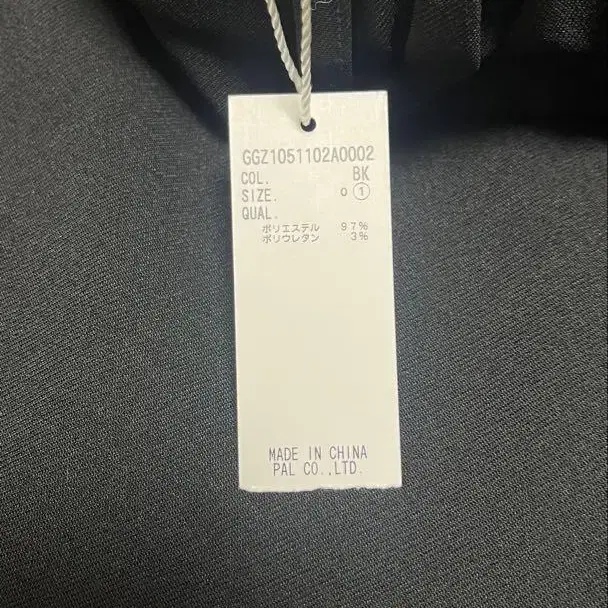 GGZ1051102A0002
COL. BK
SIZE. 0 ①
QUAL.
ポリエステル 97%
ポリウレタン 3%
MADE IN CHINA
PAL CO.,LTD.